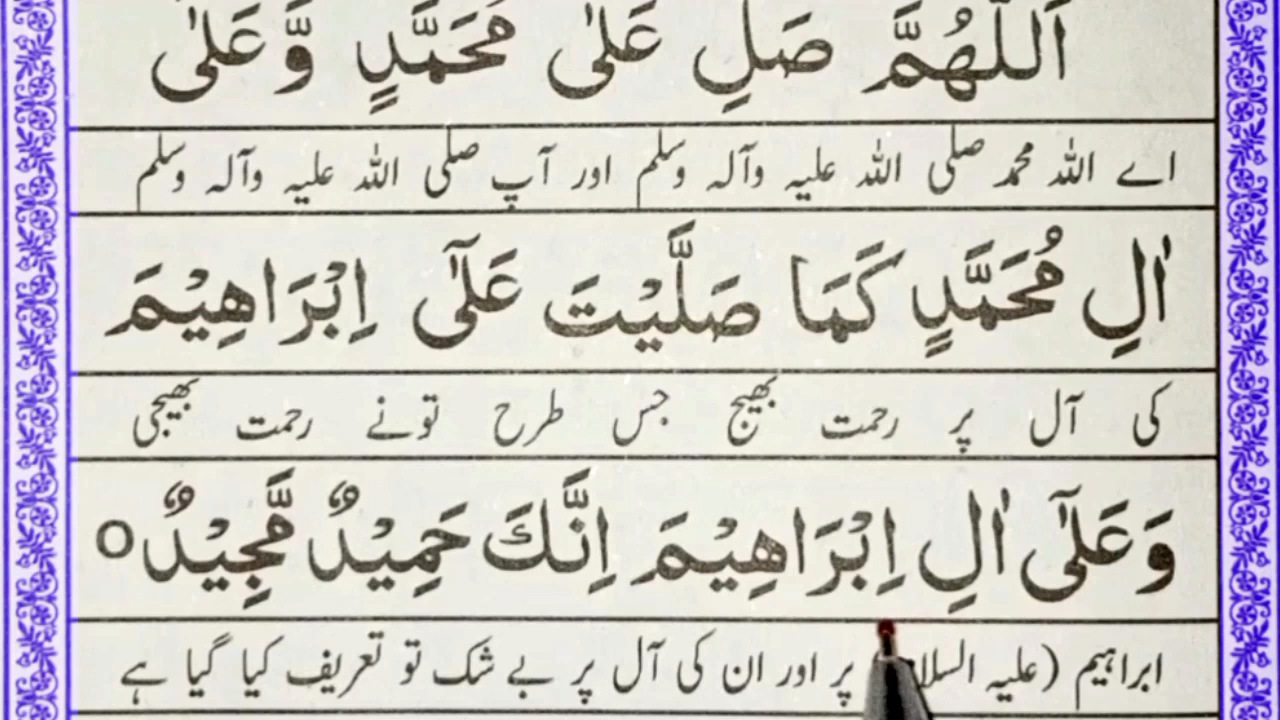 اَللّٰهُمَّ صَلِّ عَلٰى مُحَمَّدٍ وَّعَلٰٓى
اے اللہ محمد صلی اللہ علیہ وآلہ وسلم اور آپ صلی اللہ علیہ وآلہ وسلم
اٰلِ مُحَمَّدٍ كَمَا صَلَّيْتَ عَلٰٓى اِبْرَاهِيْمَ
کی آل پر رحمت بھیج جس طرح تونے رحمت بھیجی
وَعَلٰٓى اٰلِ اِبْرَاهِيْمَ اِنَّكَ حَمِيْدٌ مَّجِيْدٌ ○
ابراہیم (علیہ پر اور ان کی آل پر بے شک تو تعریف کیا گیا ہے